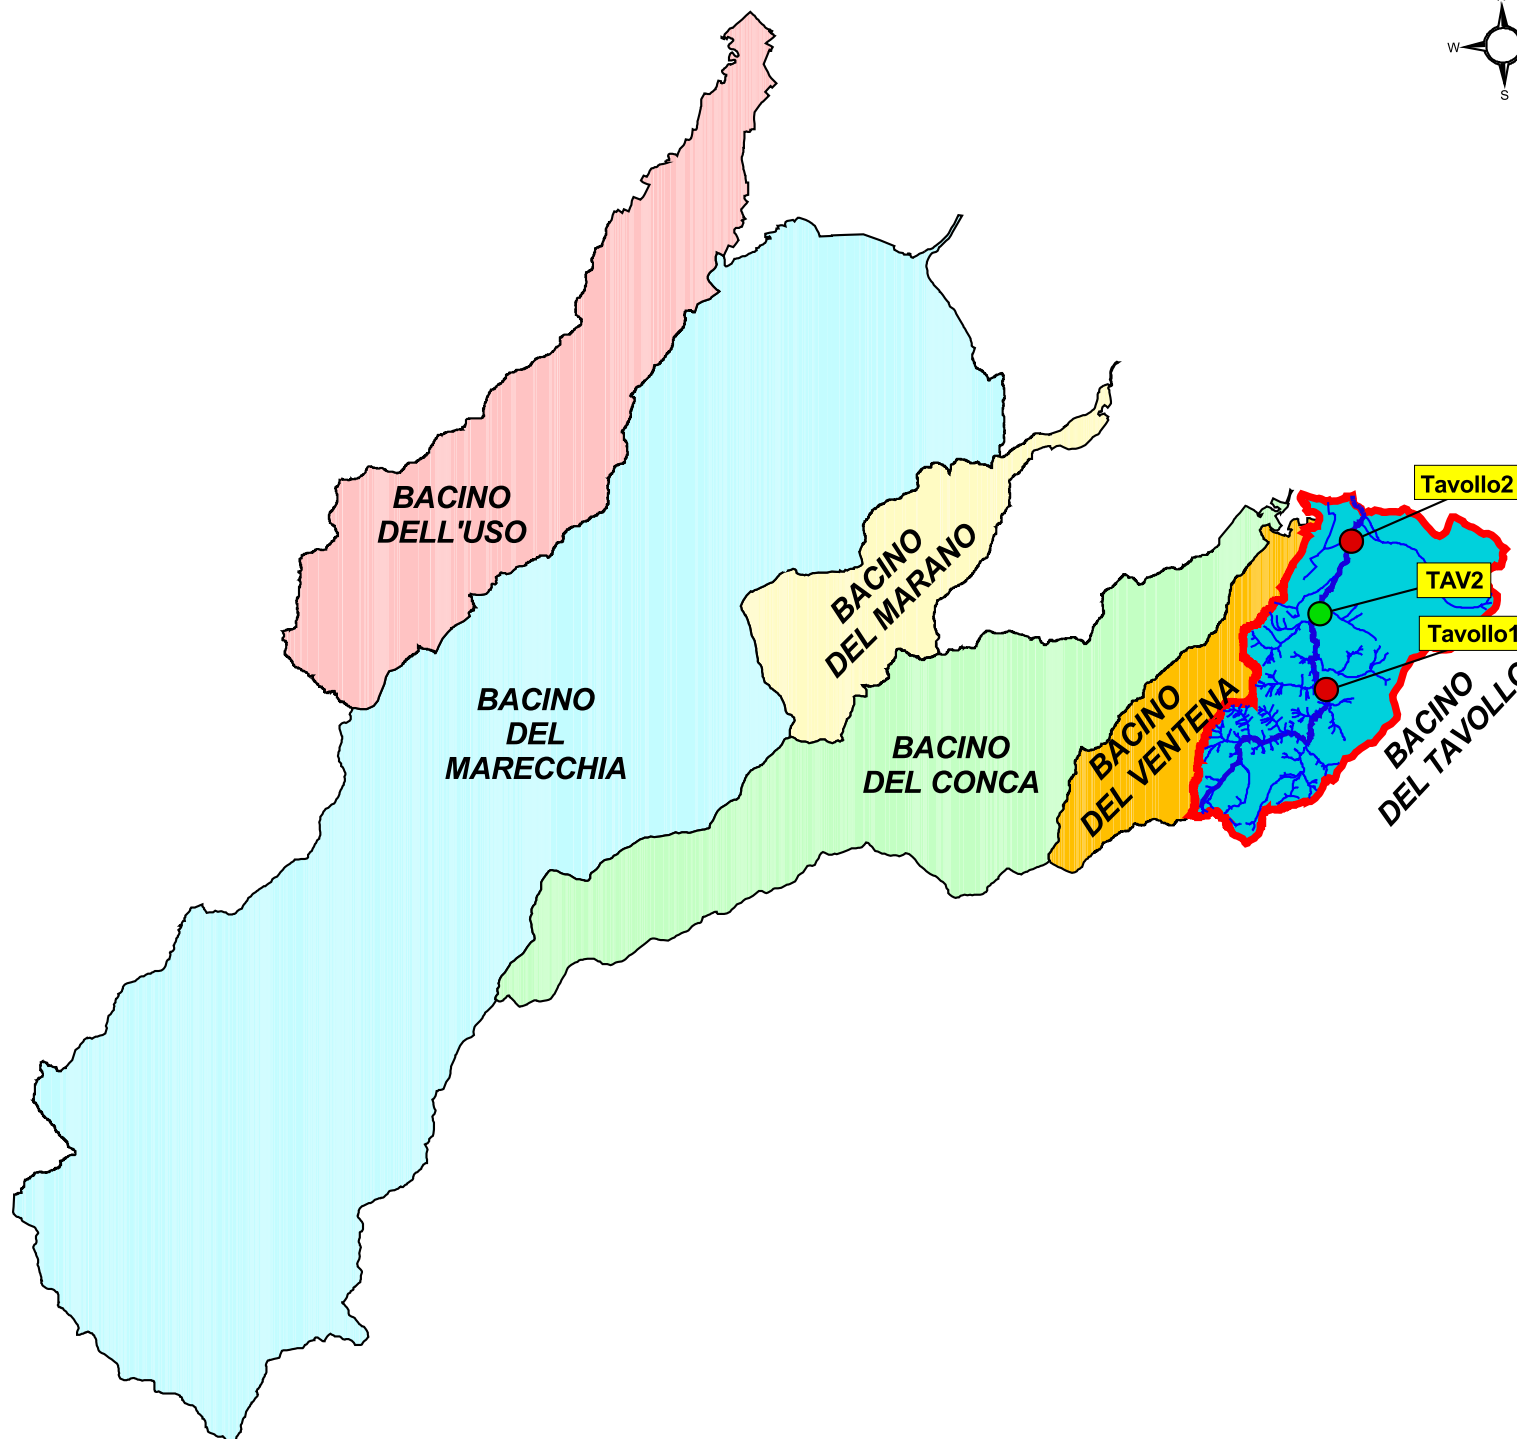 W
S
Tavollo2
BACINO
DELL'USO
BACINO
DEL MARANO
TAV2
Tavollo1
BACINO
DEL
MARECCHIA
BACINO
DEL CONCA
BACINO
DEL VENTENA
BACINO
DEL TAVOLLO